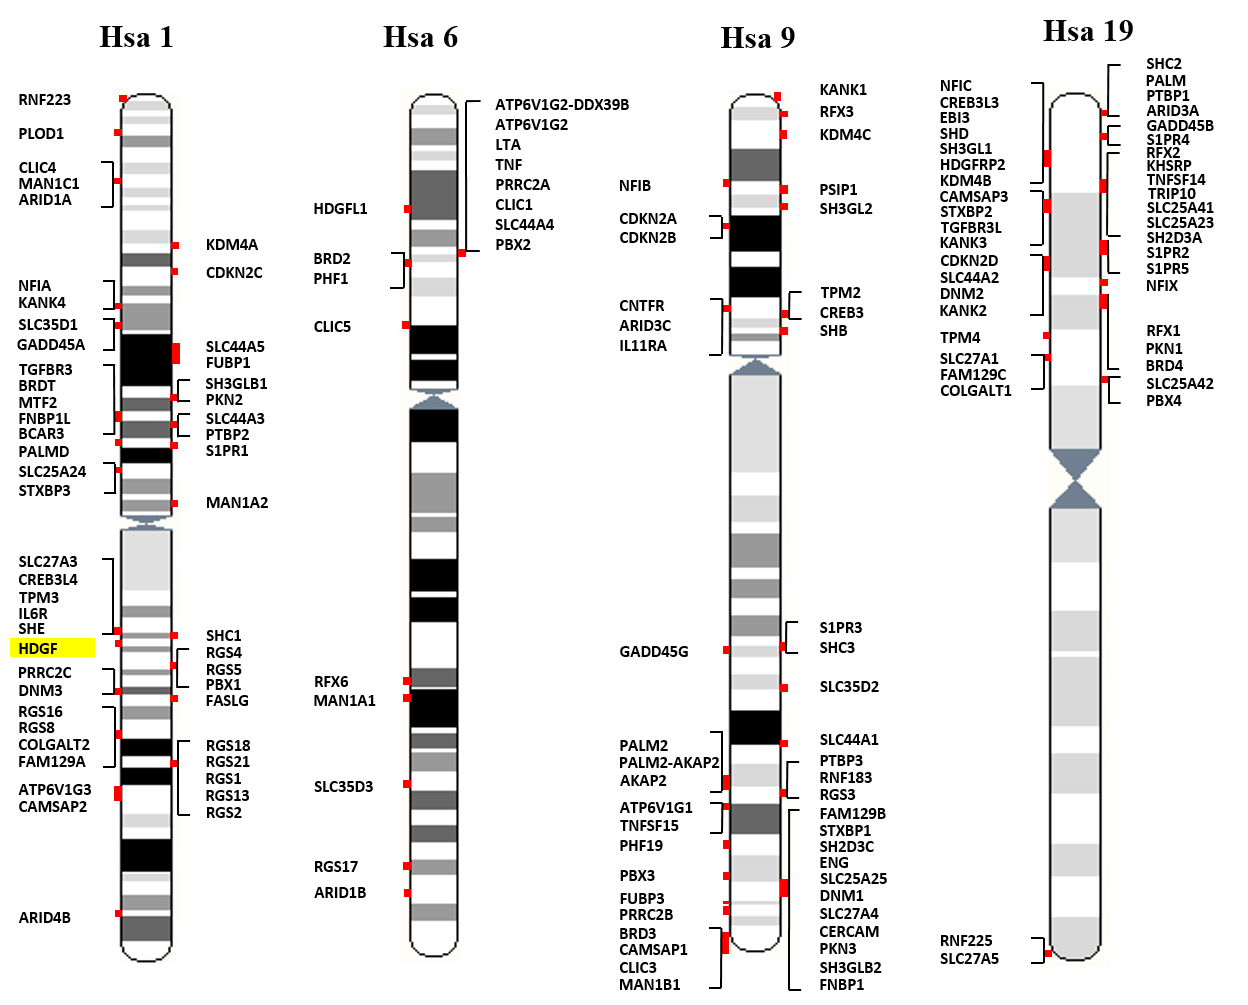 Hsa 1
RNF223
PLOD1
CLIC4
MAN1C1
ARID1A
NFIA
KANK4
SLC35D1
GADD45A
TGFBR3
BRDT
MTF2
FNBP1L
BCAR3
PALMD
SLC25A24
STXBP3
SLC27A3
CREB3L4
TPM3
IL6R
SHE
HDGF
PRRC2C
DNM3
RGS16
RGS8
COLGALT2
FAM129A
ATP6V1G3
CAMSAP2
ARID4B
KDM4A
CDKN2C
SLC44A5
FUBP1
SH3GLB1
PKN2
SLC44A3
PTBP2
S1PR1
MAN1A2
SHC1
RGS4
RGS5
PBX1
FASLG
RGS18
RGS21
RGS1
RGS13
RGS2
Hsa 6
HDGFL1
BRD2
PHF1
CLIC5
RFX6
MAN1A1
SLC35D3
RGS17
ARID1B
ATP6V1G2-DDX39B
ATP6V1G2
LTA
TNF
PRRC2A
CLIC1
SLC44A4
PBX2
Hsa 9
NFIB
CDKN2A
CDKN2B
CNTFR
ARID3C
IL11RA
GADD45G
PALM2
PALM2-AKAP2
AKAP2
ATP6V1G1
TNFSF15
PHF19
PBX3
FUBP3
PRRC2B
BRD3
CAMSAP1
CLIC3
MAN1B1
KANK1
RFX3
KDM4C
PSIP1
SH3GL2
TPM2
CREB3
SHB
S1PR3
SHC3
SLC35D2
SLC44A1
PTBP3
RNF183
RGS3
FAM129B
STXBP1
SH2D3C
ENG
SLC25A25
DNM1
SLC27A4
CERCAM
PKN3
SH3GLB2
FNBP1
Hsa 19
NFIC
CREB3L3
EBI3
SHD
SH3GL1
HDGFRP2
KDM4B
CAMSAP3
STXBP2
TGFBR3L
KANK3
CDKN2D
SLC44A2
DNM2
KANK2
TPM4
SLC27A1
FAM129C
COLGALT1
RNF225
SLC27A5
SHC2
PALM
PTBP1
ARID3A
GADD45B
S1PR4
RFX2
KHSRP
TNFSF14
TRIP10
SLC25A41
SLC25A23
SH2D3A
S1PR2
S1PR5
NFIX
RFX1
PKN1
BRD4
SLC25A42
PBX4